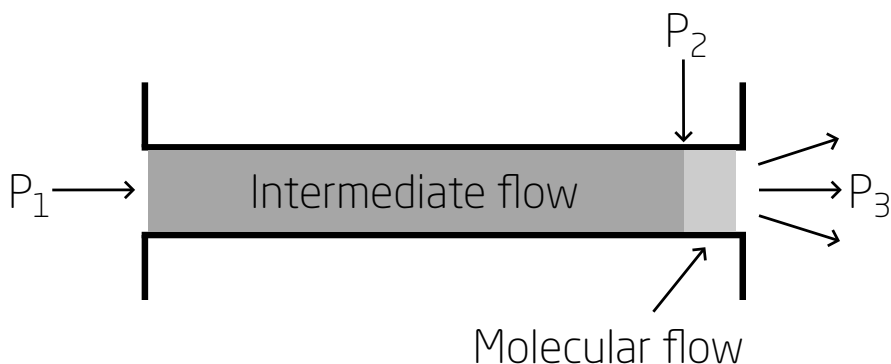 P₂
P₁
Intermediate flow
P₃
Molecular flow